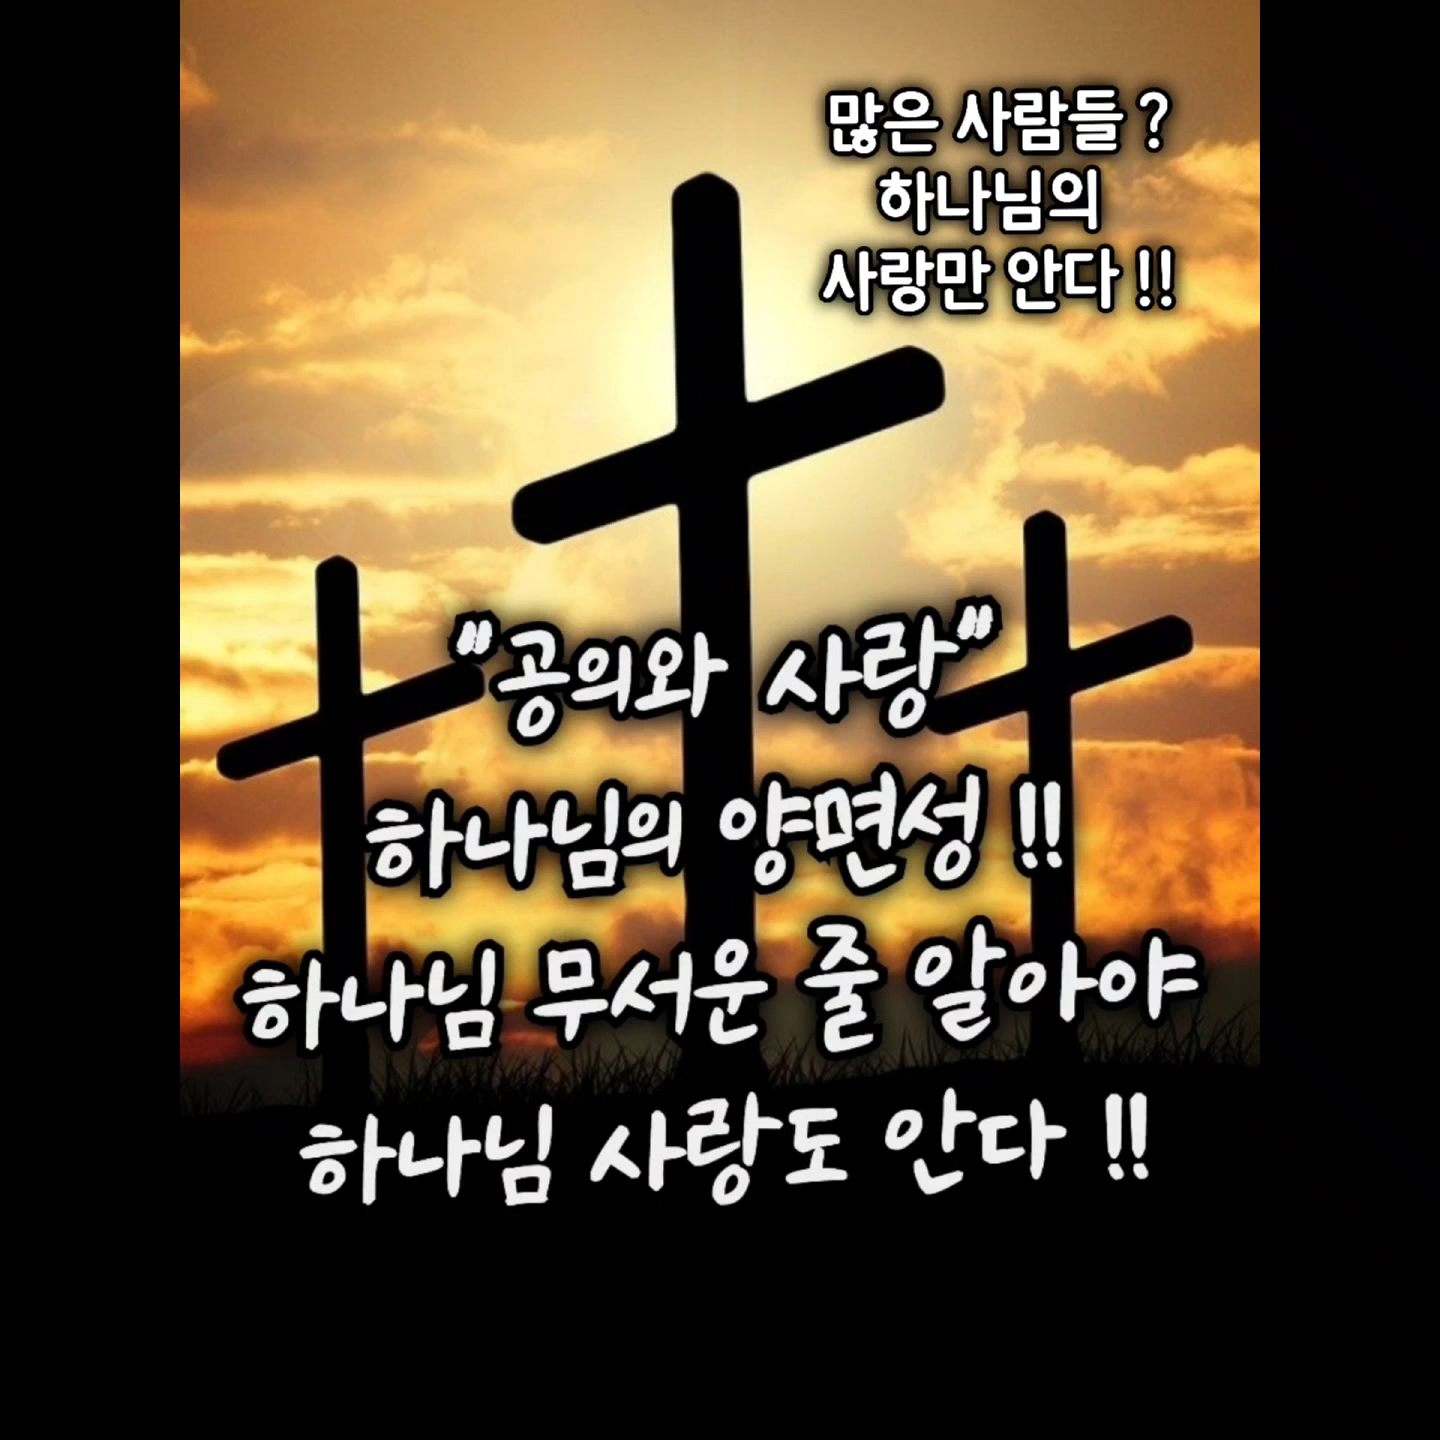 많은 사람들 ?
하나님의
사랑만 안다 !!
"공의와 사랑"
하나님의 양면성 !!
하나님 무서운 줄 알아야
하나님 사랑도 안다 !!